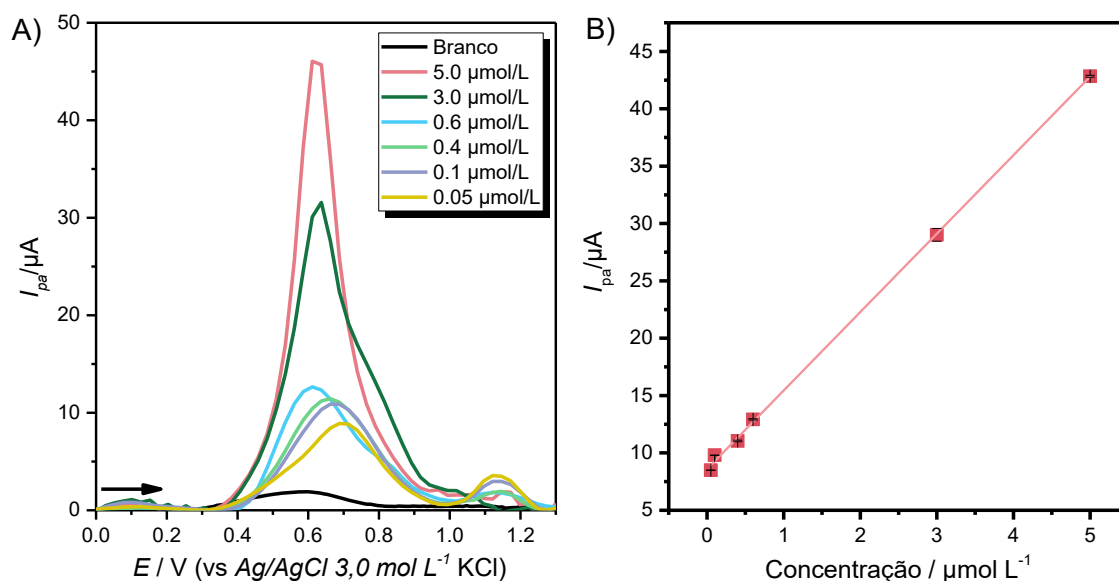 A)
50
40
30
20
10
0
I_pa/µA
Branco
5.0 µmol/L
3.0 µmol/L
0.6 µmol/L
0.4 µmol/L
0.1 µmol/L
0.05 µmol/L
0.0 0.2 0.4 0.6 0.8 1.0 1.2
E / V (vs Ag/AgCl 3,0 mol L⁻¹ KCl)
B)
45
40
35
30
25
20
15
10
5
I_pa/µA
0 1 2 3 4 5
Concentração / µmol L⁻¹